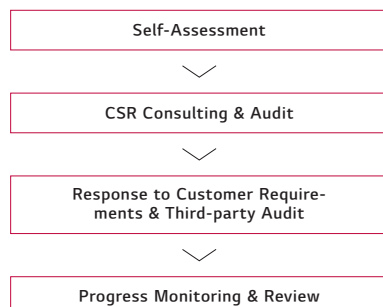 Self-Assessment
CSR Consulting & Audit
Response to Customer Require-
ments & Third-party Audit
Progress Monitoring & Review